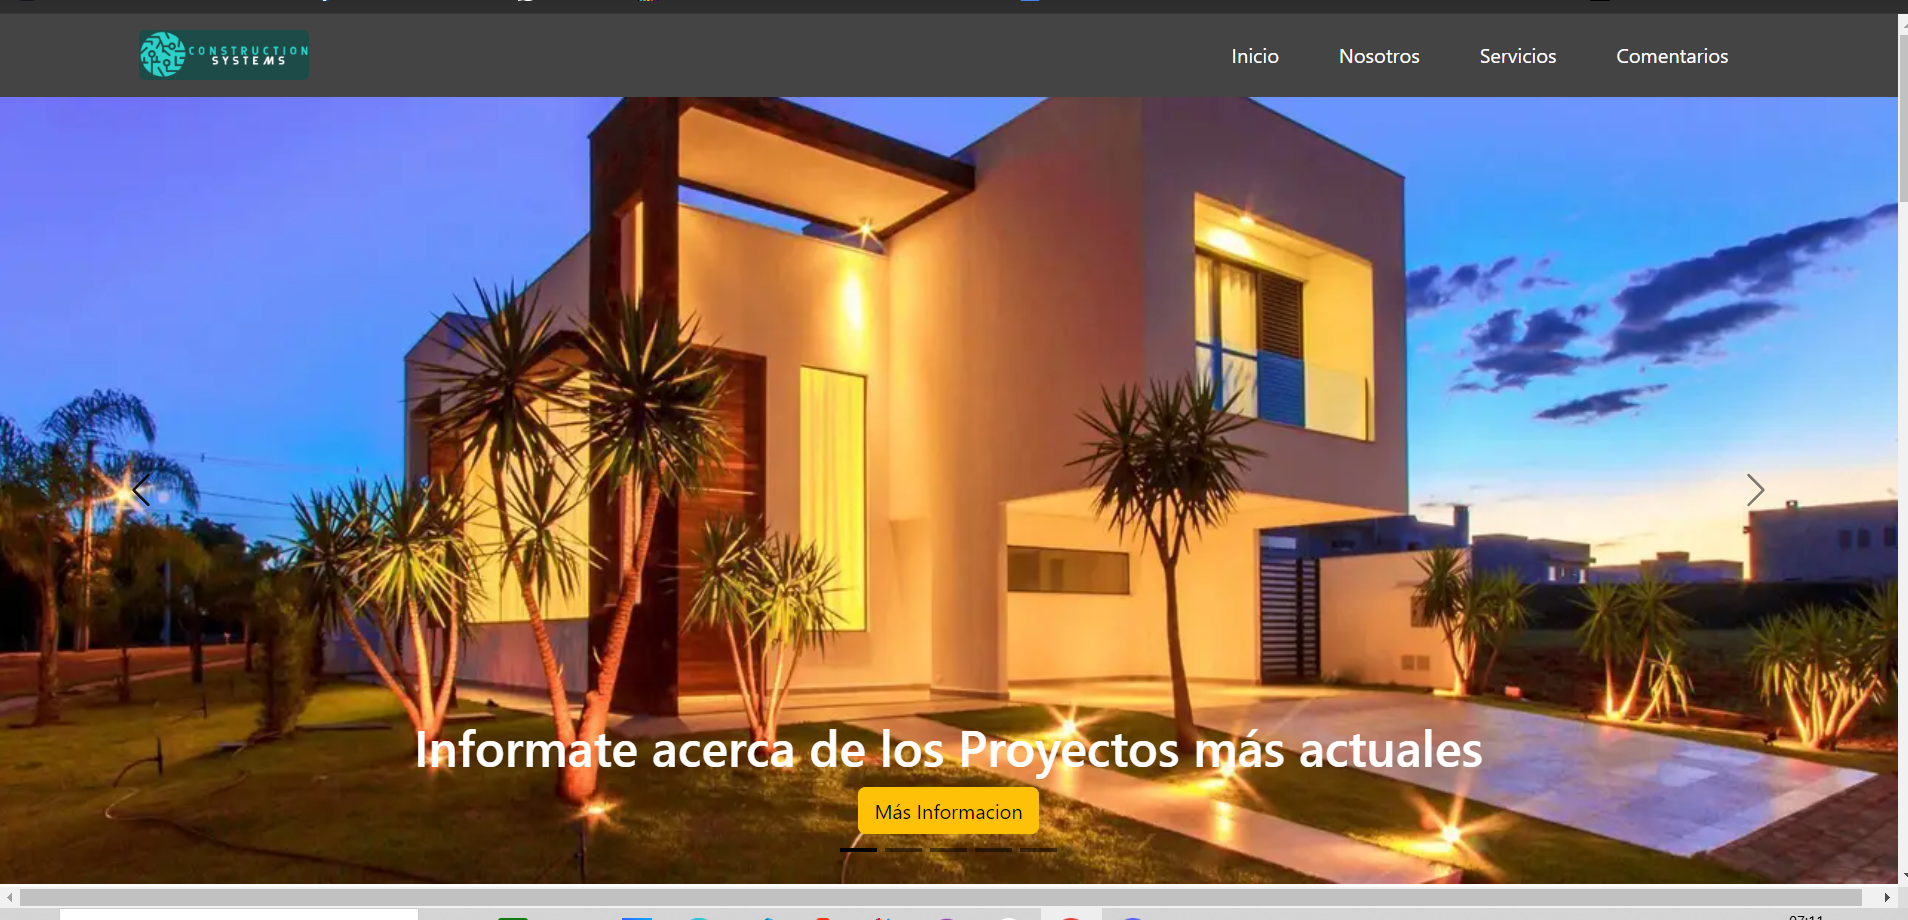 CONSTRUCTION
SYSTEMS
Inicio Nosotros Servicios Comentarios
Informate acerca de los Proyectos más actuales
Más Informacion